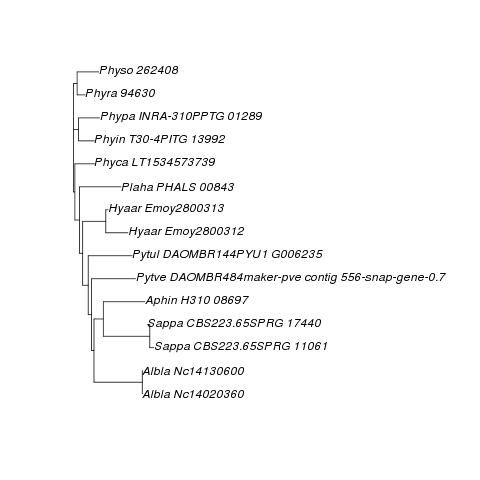 Physo 262408
Phyra 94630
Phypa INRA-310PPTG 01289
Phyin T30-4PITG 13992
Phyca LT1534573739
Plaha PHALS 00843
Hyaar Emoy2800313
Hyaar Emoy2800312
Pytul DAOMBR144PYU1 G006235
Pytve DAOMBR484maker-pve contig 556-snap-gene-0.7
Aphin H310 08697
Sappa CBS223.65SPRG 17440
Sappa CBS223.65SPRG 11061
Albla Nc14130600
Albla Nc14020360